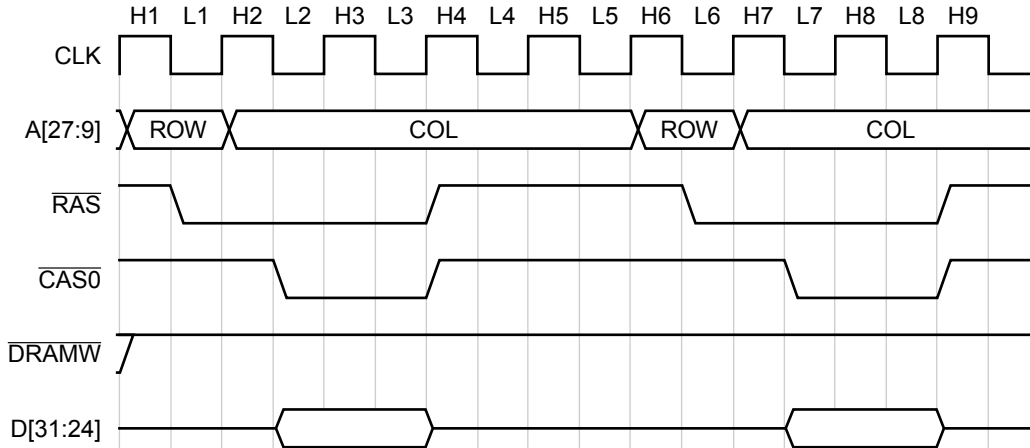 H1 L1 H2 L2 H3 L3 H4 L4 H5 L5 H6 L6 H7 L7 H8 L8 H9
CLK
A[27:9] ROW COL ROW COL
RAS
CAS0
DRAMW
D[31:24]